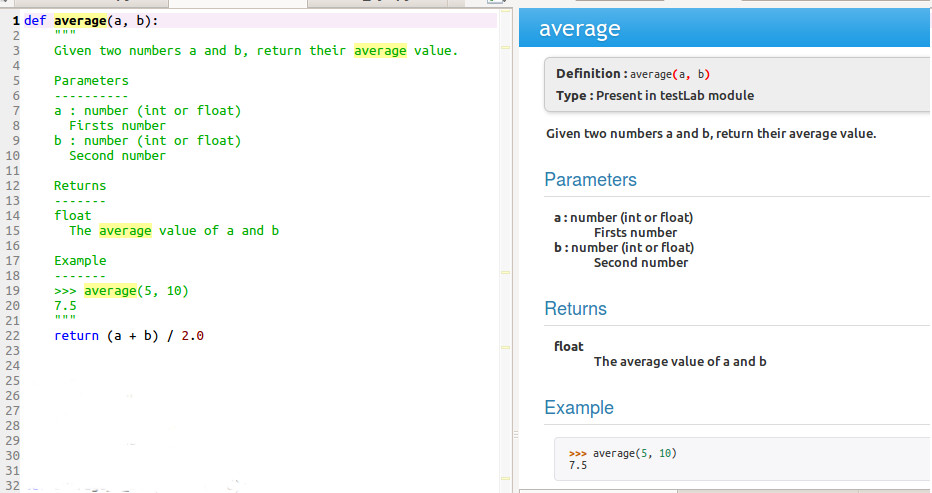 1 def average(a, b):
2 """
3 Given two numbers a and b, return their average value.
4
5 Parameters
6 ----------
7 a : number (int or float)
8 Firsts number
9 b : number (int or float)
10 Second number
11
12 Returns
13 -------
14 float
15 The average value of a and b
16
17 Example
18 -------
19 >>> average(5, 10)
20 7.5
21 """
22 return (a + b) / 2.0
23
24
25
26
27
28
29
30
31
32
average
Definition : average(a, b)
Type : Present in testLab module
Given two numbers a and b, return their average value.
Parameters
a : number (int or float)
Firsts number
b : number (int or float)
Second number
Returns
float
The average value of a and b
Example
>>> average(5, 10)
7.5